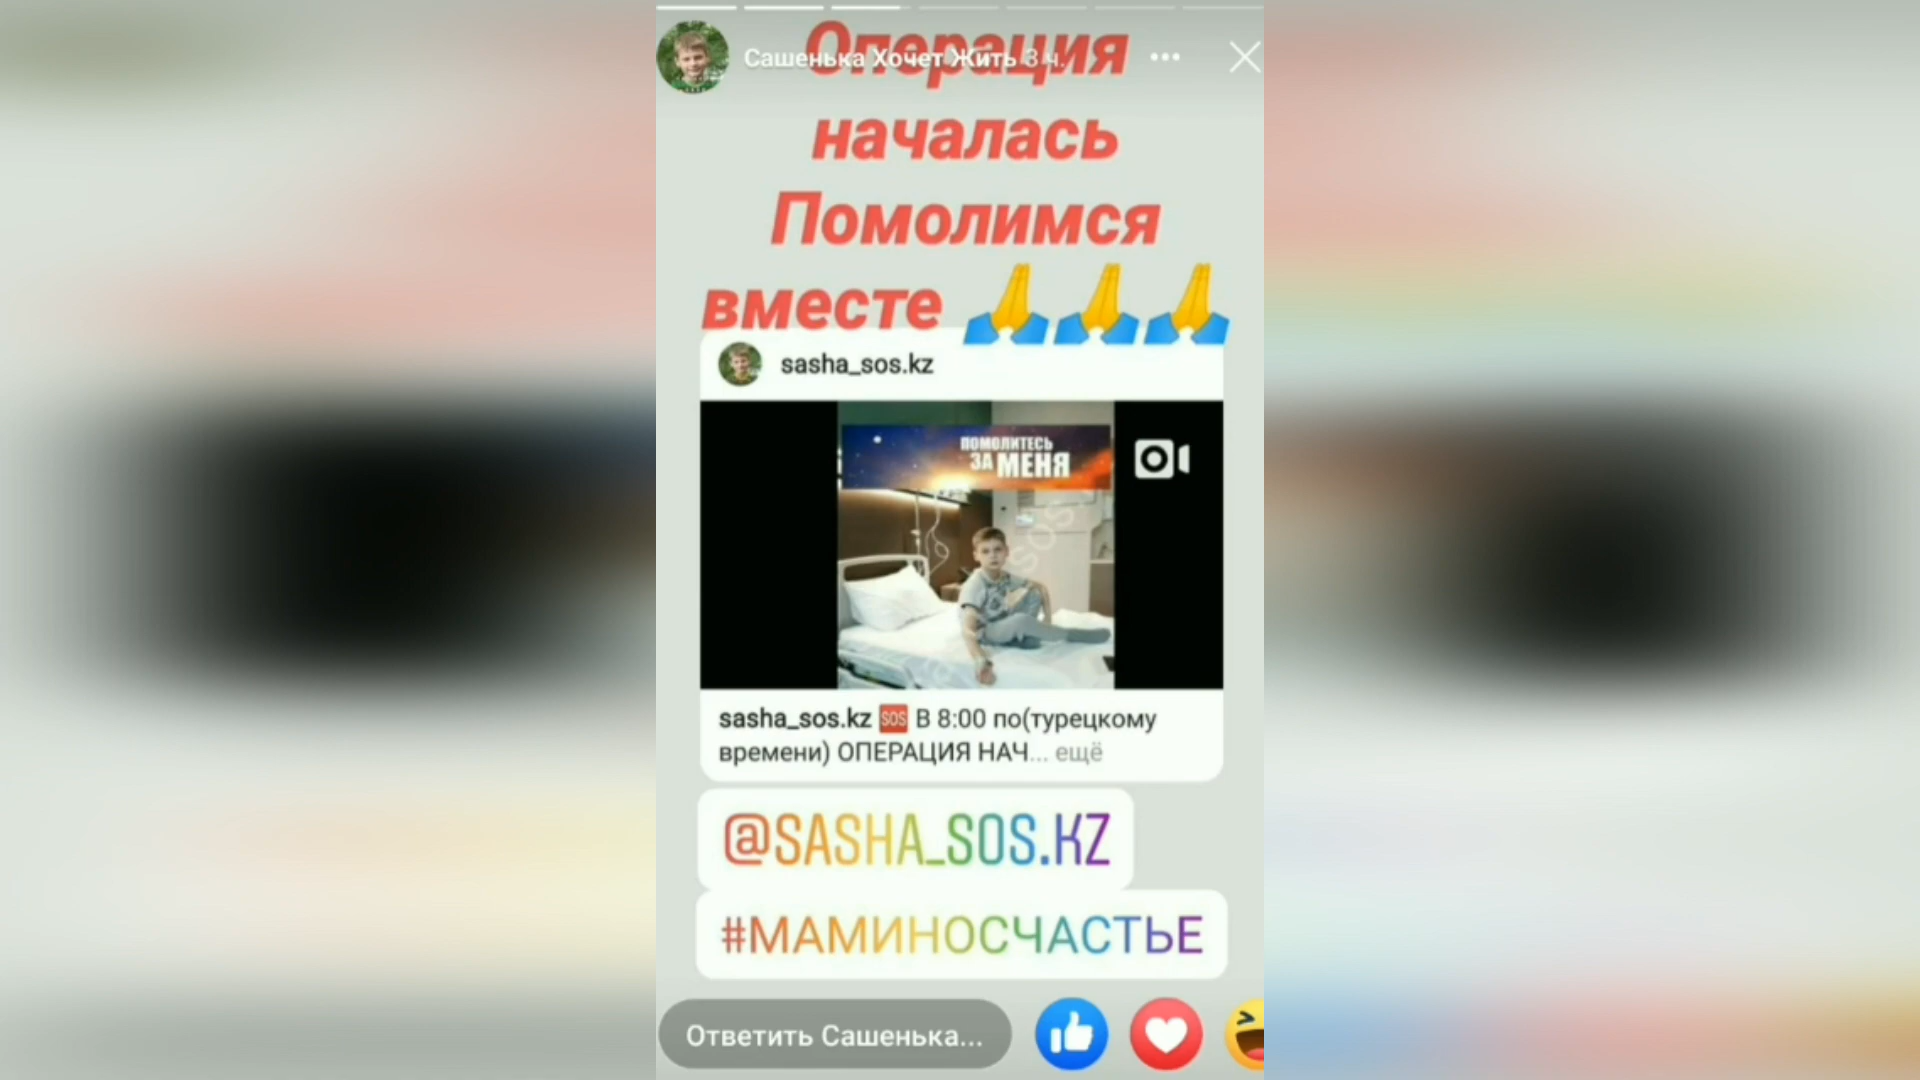 Операция
Сашенька Хочет Жить 3 ч.
началась
Помолимся
вместе 🙏🙏🙏
sasha_sos.kz
ПОМОЛИТЕСЬ
ЗА МЕНЯ
sasha_sos.kz 🆘 В 8:00 по(турецкому
времени) ОПЕРАЦИЯ НАЧ... ещё
@SASHA_SOS.KZ
#МАМИНОСЧАСТЬЕ
Ответить Сашенька...